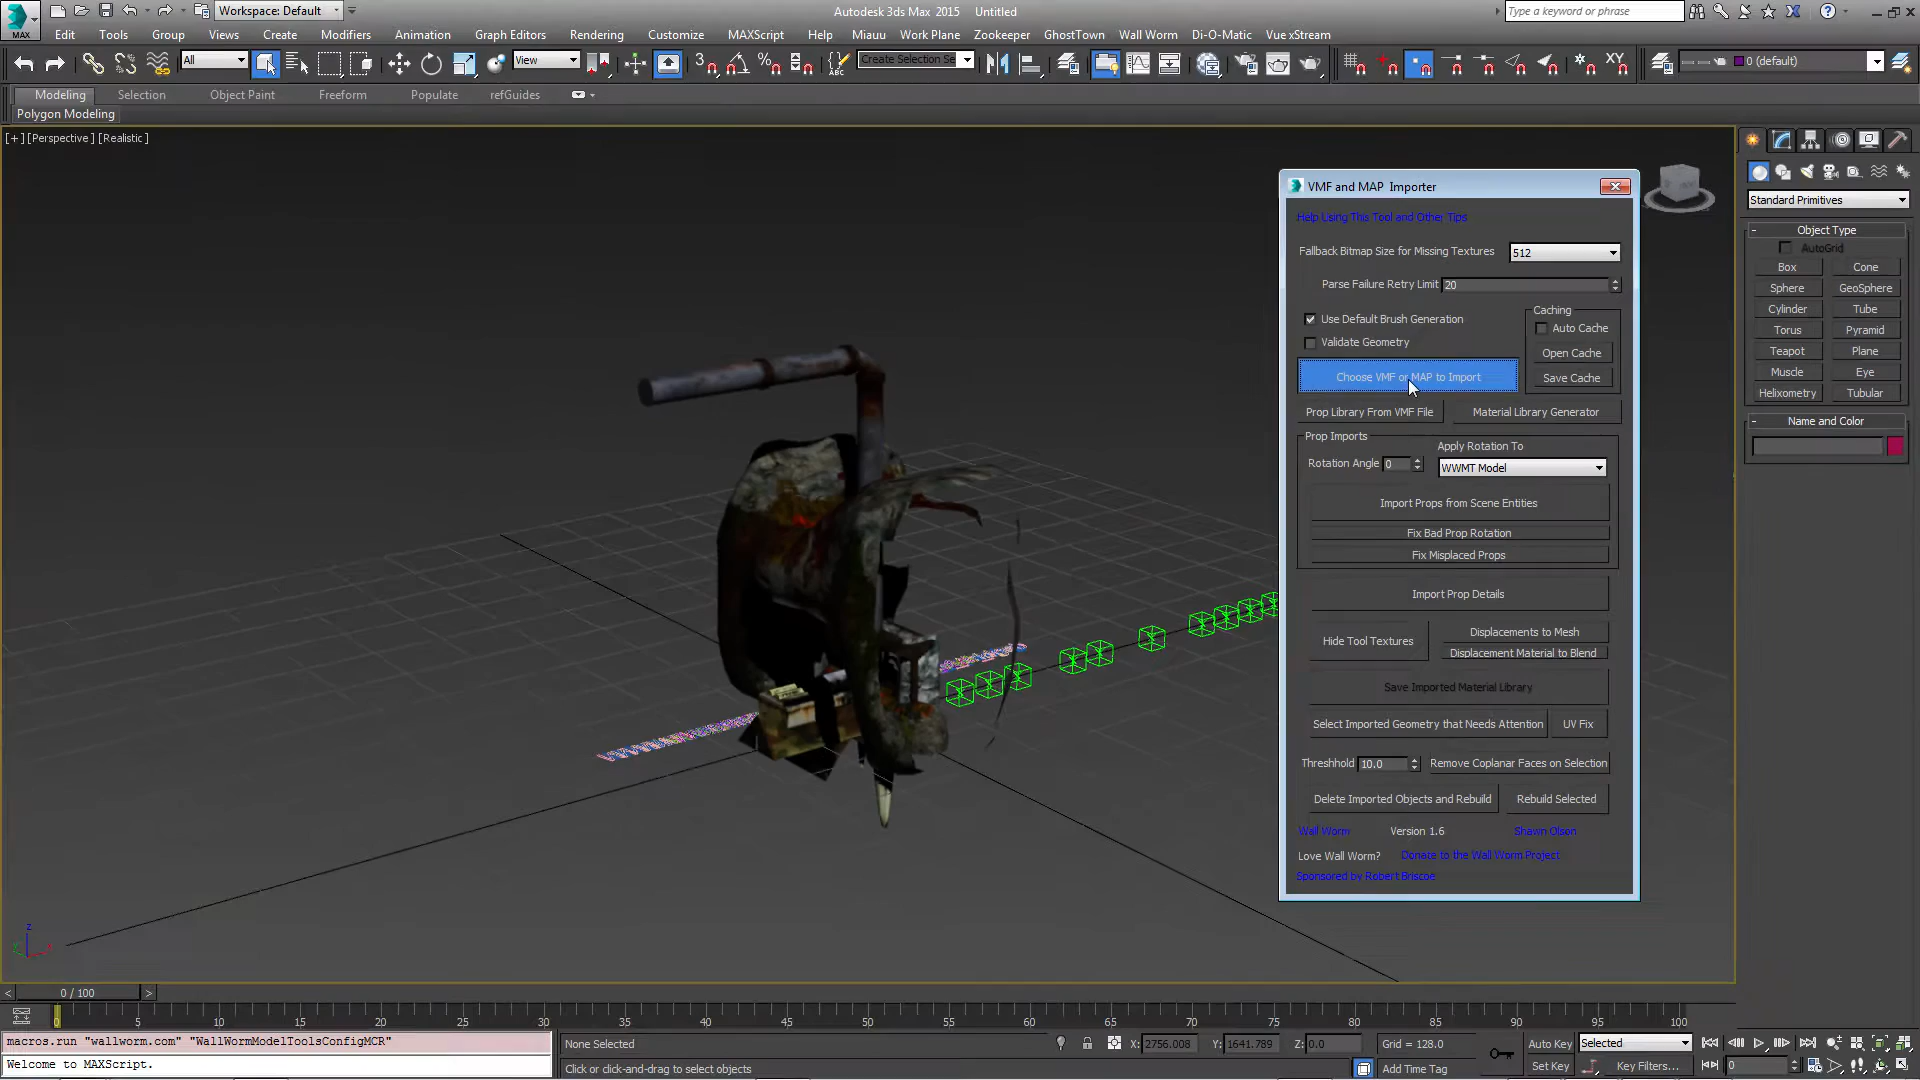 Workspace: Default
Autodesk 3ds Max 2015 Untitled
Type a keyword or phrase
MAX
Edit Tools Group Views Create Modifiers Animation Graph Editors Rendering Customize MAXScript Help Miauu Work Plane Zookeeper GhostTown Wall Worm Di-O-Matic Vue xStream
All
View
3
ABC
Create Selection Se
XY
0 (default)
Modeling Selection Object Paint Freeform Populate refGuides
Polygon Modeling
[+] [Perspective] [Realistic]
VMF and MAP Importer
Help Using This Tool and Other Tips
Fallback Bitmap Size for Missing Textures 512
Parse Failure Retry Limit 20
Use Default Brush Generation
Validate Geometry
Caching
Auto Cache
Open Cache
Save Cache
Choose VMF or MAP to Import
Prop Library From VMF File Material Library Generator
Prop Imports
Rotation Angle 0
Apply Rotation To
WWMT Model
Import Props from Scene Entities
Fix Bad Prop Rotation
Fix Misplaced Props
Import Prop Details
Hide Tool Textures
Displacements to Mesh
Displacement Material to Blend
Save Imported Material Library
Select Imported Geometry that Needs Attention UV Fix
Threshhold 10.0 Remove Coplanar Faces on Selection
Delete Imported Objects and Rebuild Rebuild Selected
Wall Worm Version 1.6 Shawn Olson
Love Wall Worm? Donate to the Wall Worm Project
Sponsored by Robert Briscoe
Standard Primitives
Object Type
AutoGrid
Box Cone
Sphere GeoSphere
Cylinder Tube
Torus Pyramid
Teapot Plane
Muscle Eye
Helixometry Tubular
Name and Color
z
0 / 100
0 5 10 15 20 25 30 35 40 45 50 55 60 65 70 75 80 85 90 95 100
macros.run "wallworm.com" "WallWormModelToolsConfigMCR"
Welcome to MAXScript.
None Selected
Click or click-and-drag to select objects
X: 2756.008 Y: 1641.789 Z: 0.0
Grid = 128.0
Add Time Tag
Auto Key Selected
Set Key Key Filters...
0